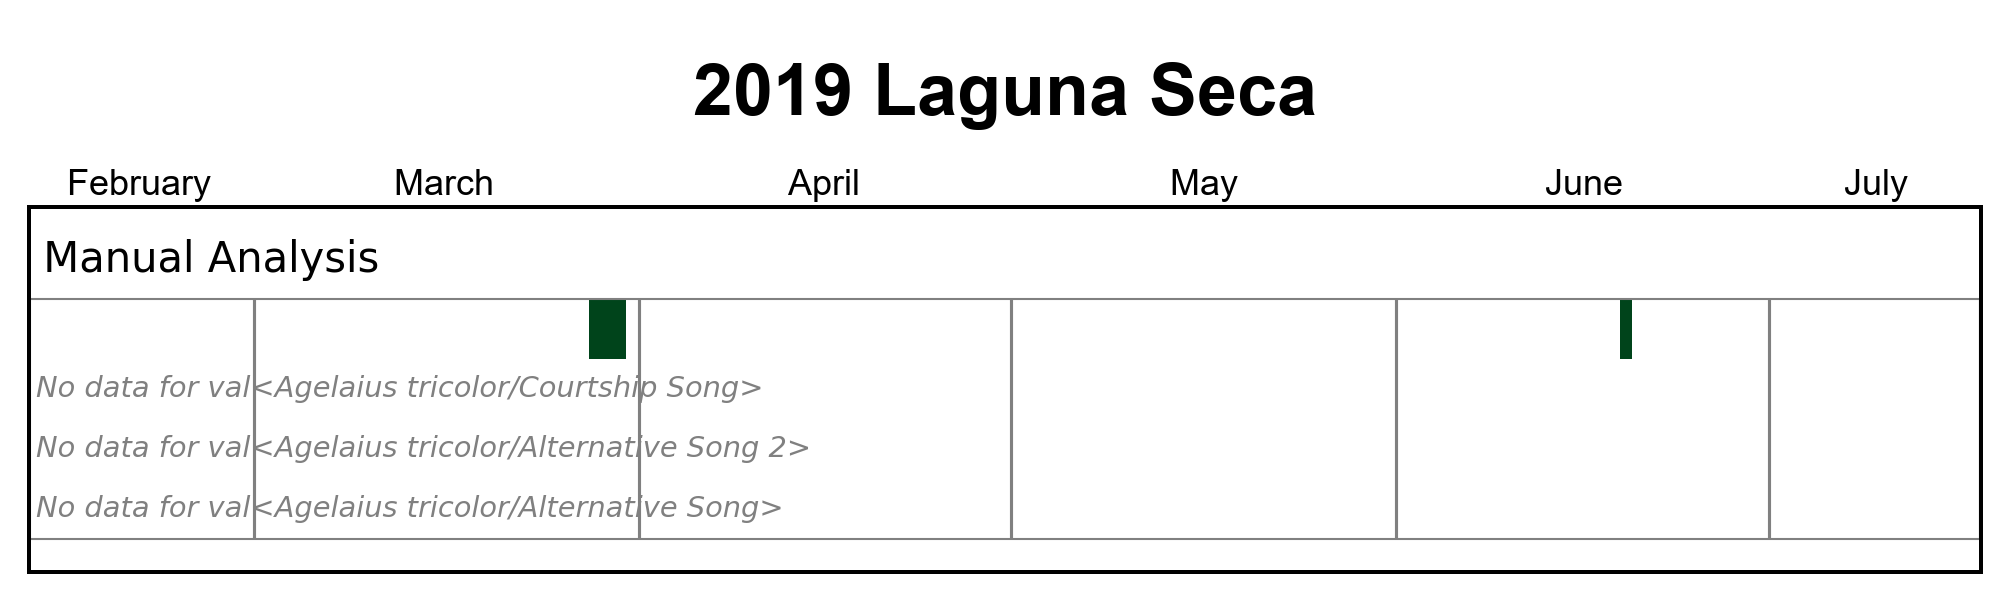 2019 Laguna Seca
February March April May June July
Manual Analysis
No data for val<Agelaius tricolor/Courtship Song>
No data for val<Agelaius tricolor/Alternative Song 2>
No data for val<Agelaius tricolor/Alternative Song>